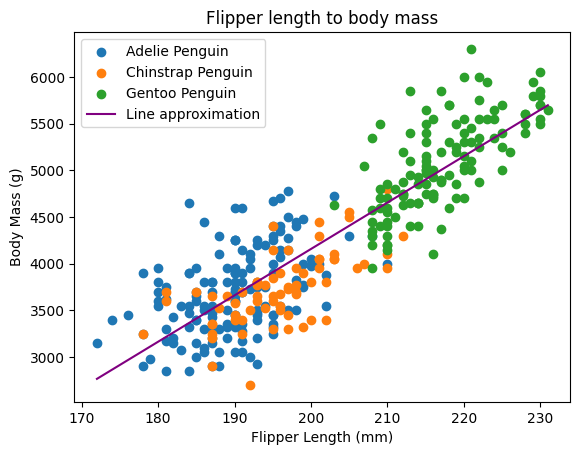 Flipper length to body mass
Adelie Penguin
Chinstrap Penguin
Gentoo Penguin
Line approximation
Body Mass (g)
6000
5500
5000
4500
4000
3500
3000
170 180 190 200 210 220 230
Flipper Length (mm)